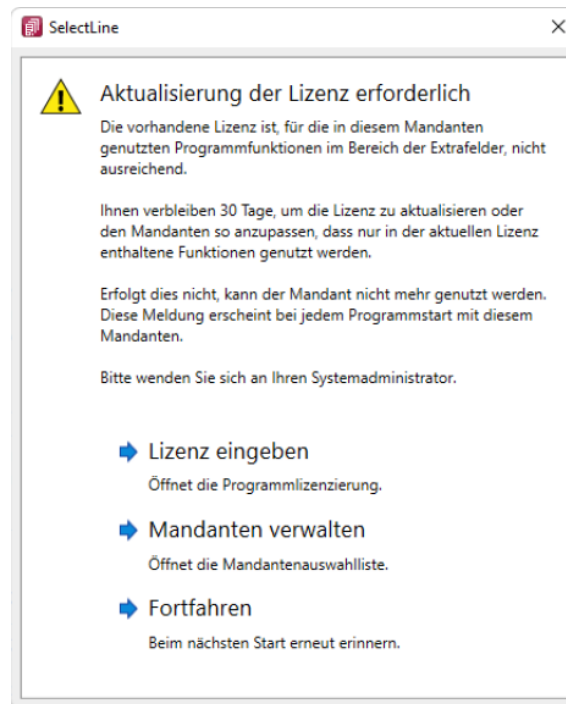 SelectLine
Aktualisierung der Lizenz erforderlich
Die vorhandene Lizenz ist, für die in diesem Mandanten
genutzten Programmfunktionen im Bereich der Extrafelder, nicht
ausreichend.
Ihnen verbleiben 30 Tage, um die Lizenz zu aktualisieren oder
den Mandanten so anzupassen, dass nur in der aktuellen Lizenz
enthaltene Funktionen genutzt werden.
Erfolgt dies nicht, kann der Mandant nicht mehr genutzt werden.
Diese Meldung erscheint bei jedem Programmstart mit diesem
Mandanten.
Bitte wenden Sie sich an Ihren Systemadministrator.
Lizenz eingeben
Öffnet die Programmlizenzierung.
Mandanten verwalten
Öffnet die Mandantenauswahlliste.
Fortfahren
Beim nächsten Start erneut erinnern.